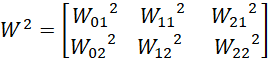 W² = [W₀₁² W₁₁² W₂₁²
W₀₂² W₁₂² W₂₂²]